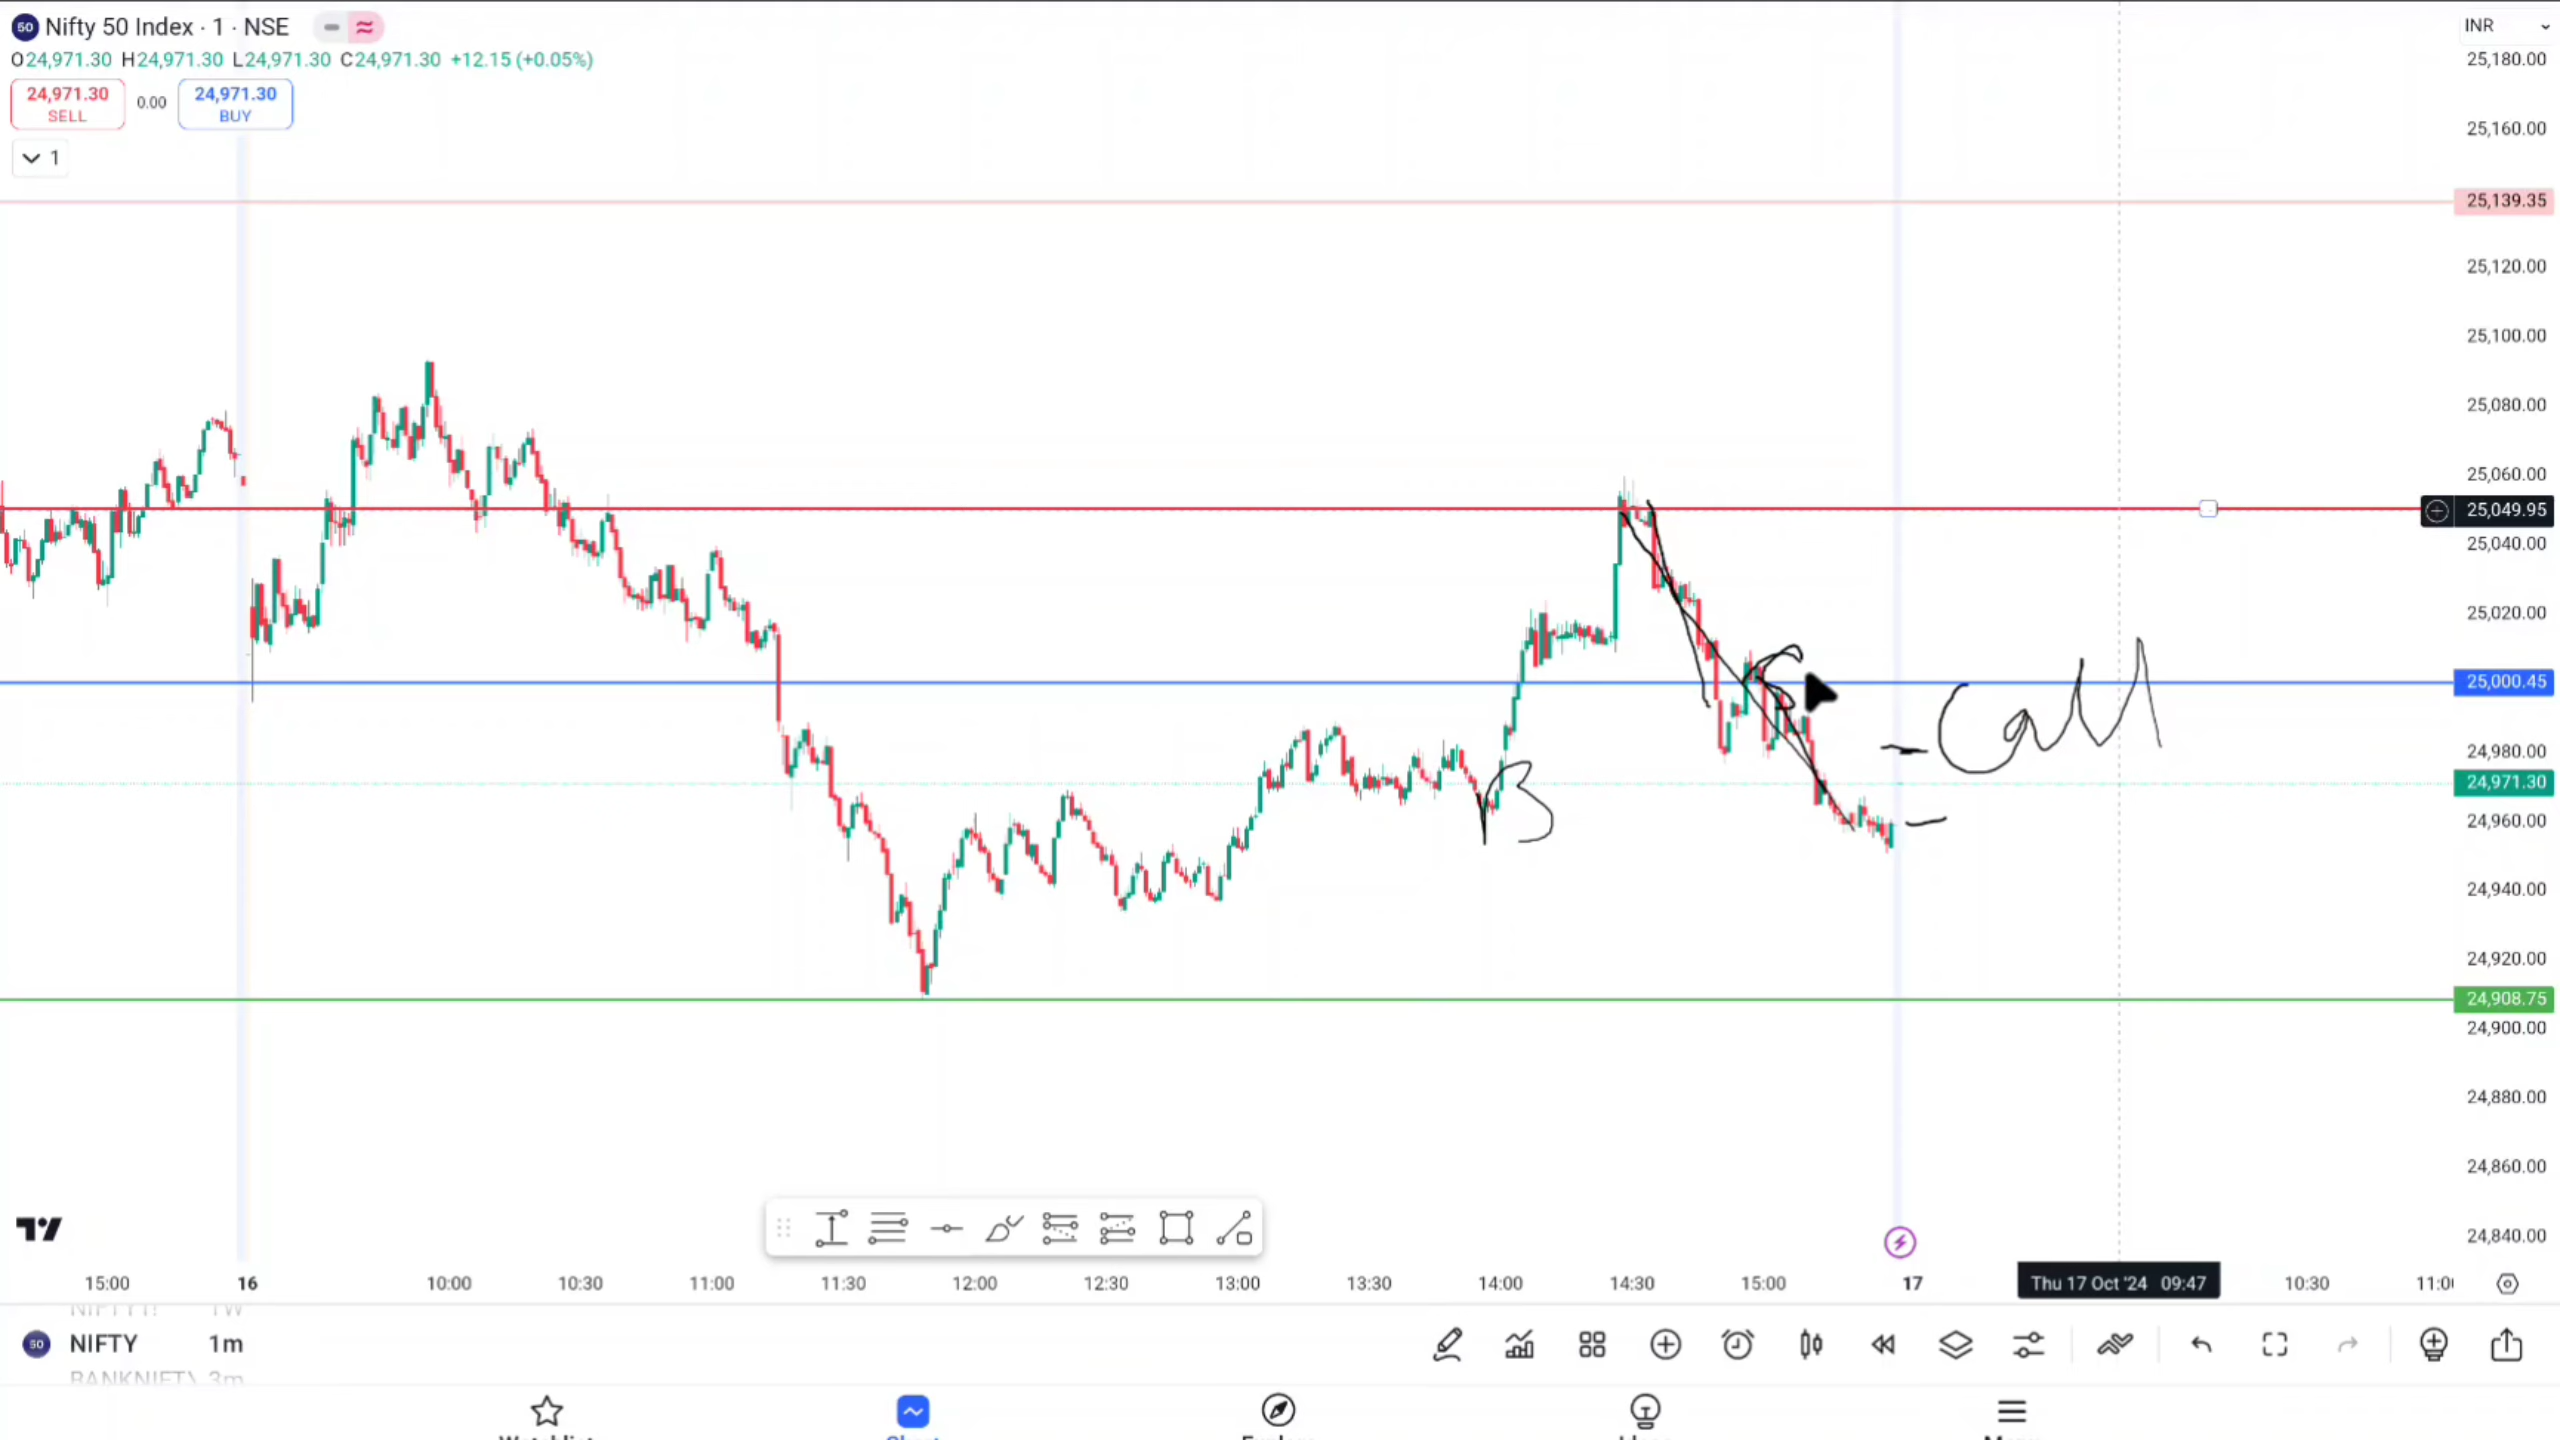 50 Nifty 50 Index · 1 · NSE
INR
O24,971.30 H24,971.30 L24,971.30 C24,971.30 +12.15 (+0.05%)
24,971.30 SELL
0.00
24,971.30 BUY
1
25,180.00
25,160.00
25,139.35
25,120.00
25,100.00
25,080.00
25,060.00
25,049.95
25,040.00
25,020.00
25,000.45
24,980.00
24,971.30
24,960.00
24,940.00
24,920.00
24,908.75
24,900.00
24,880.00
24,860.00
24,840.00
B
Call
15:00 16 10:00 10:30 11:00 11:30 12:00 12:30 13:00 13:30 14:00 14:30 15:00 17 Thu 17 Oct '24 09:47 10:30
NIFTY1! 1W
50 NIFTY 1m
BANKNIFTY 3m